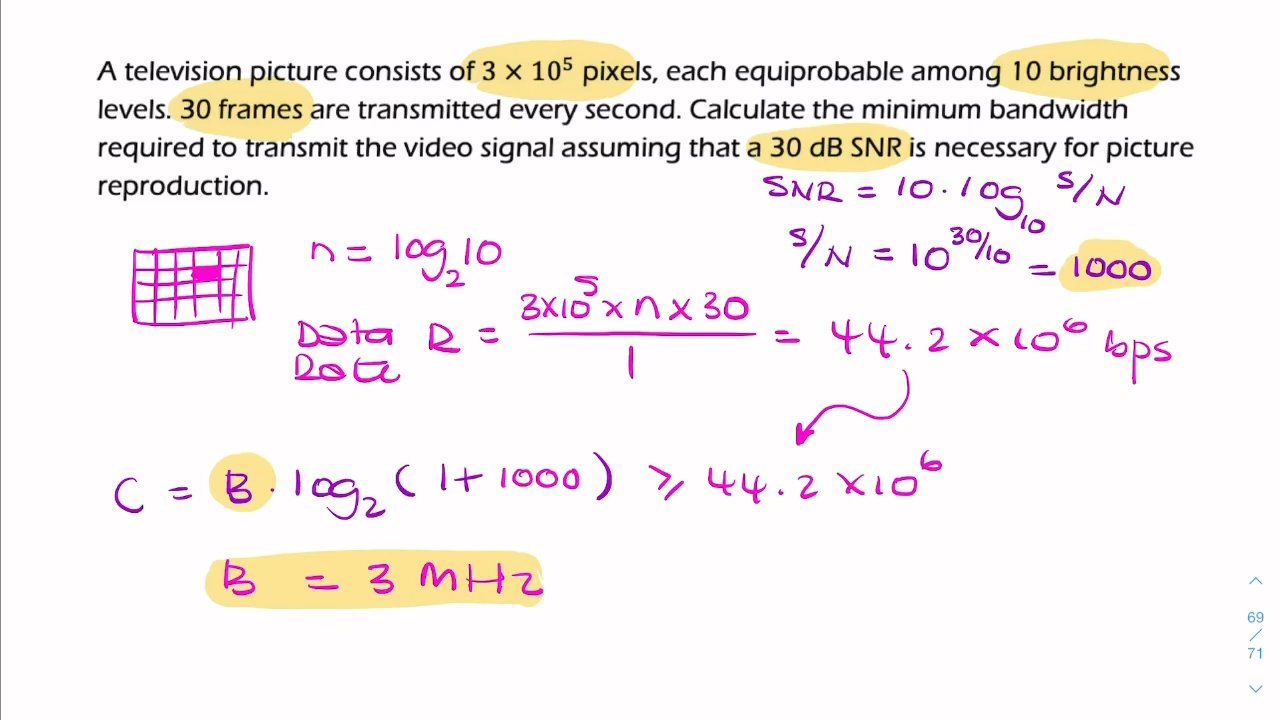 A television picture consists of 3 × 10⁵ pixels, each equiprobable among 10 brightness
levels. 30 frames are transmitted every second. Calculate the minimum bandwidth
required to transmit the video signal assuming that a 30 dB SNR is necessary for picture
reproduction.
SNR = 10 · log₁₀ S/N
S/N = 10^30/10 = 1000
n = log₂10
Data Rate R = 3×10⁵ × n × 30 / 1 = 44.2 × 10⁶ bps
C = B · log₂ (1 + 1000) ⩾ 44.2 × 10⁶
B = 3 MHz
69
/
71